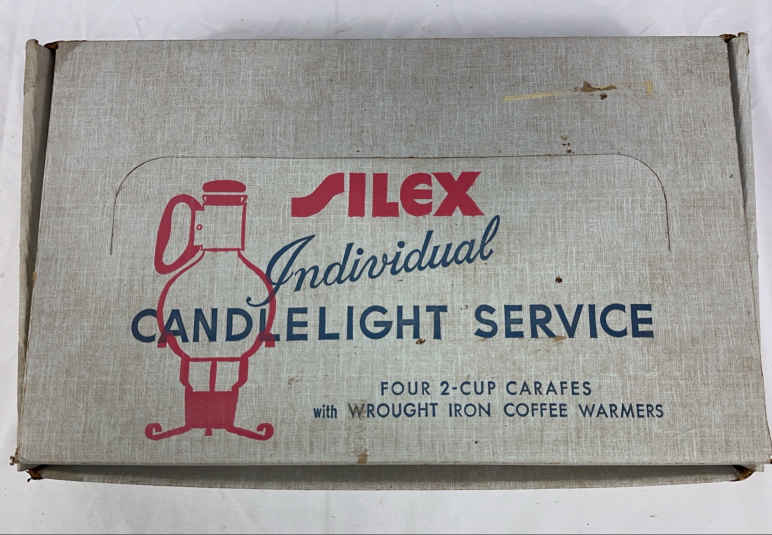 SILEX
Individual
CANDLELIGHT SERVICE
FOUR 2-CUP CARAFES
with WROUGHT IRON COFFEE WARMERS